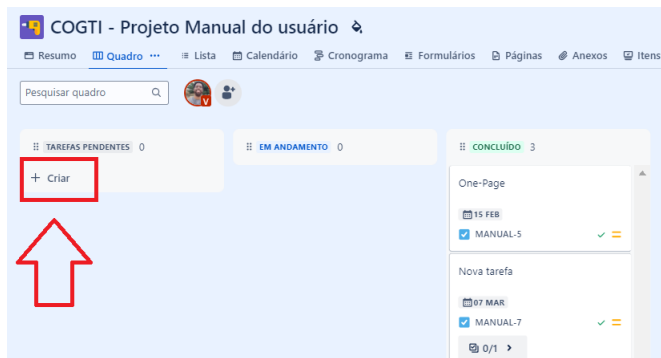 COGTI - Projeto Manual do usuário
Resumo Quadro ••• Lista Calendário Cronograma Formulários Páginas Anexos Itens
Pesquisar quadro
V
TAREFAS PENDENTES 0
EM ANDAMENTO 0
CONCLUÍDO 3
+ Criar
One-Page
15 FEB
MANUAL-5
Nova tarefa
07 MAR
MANUAL-7
0/1 >